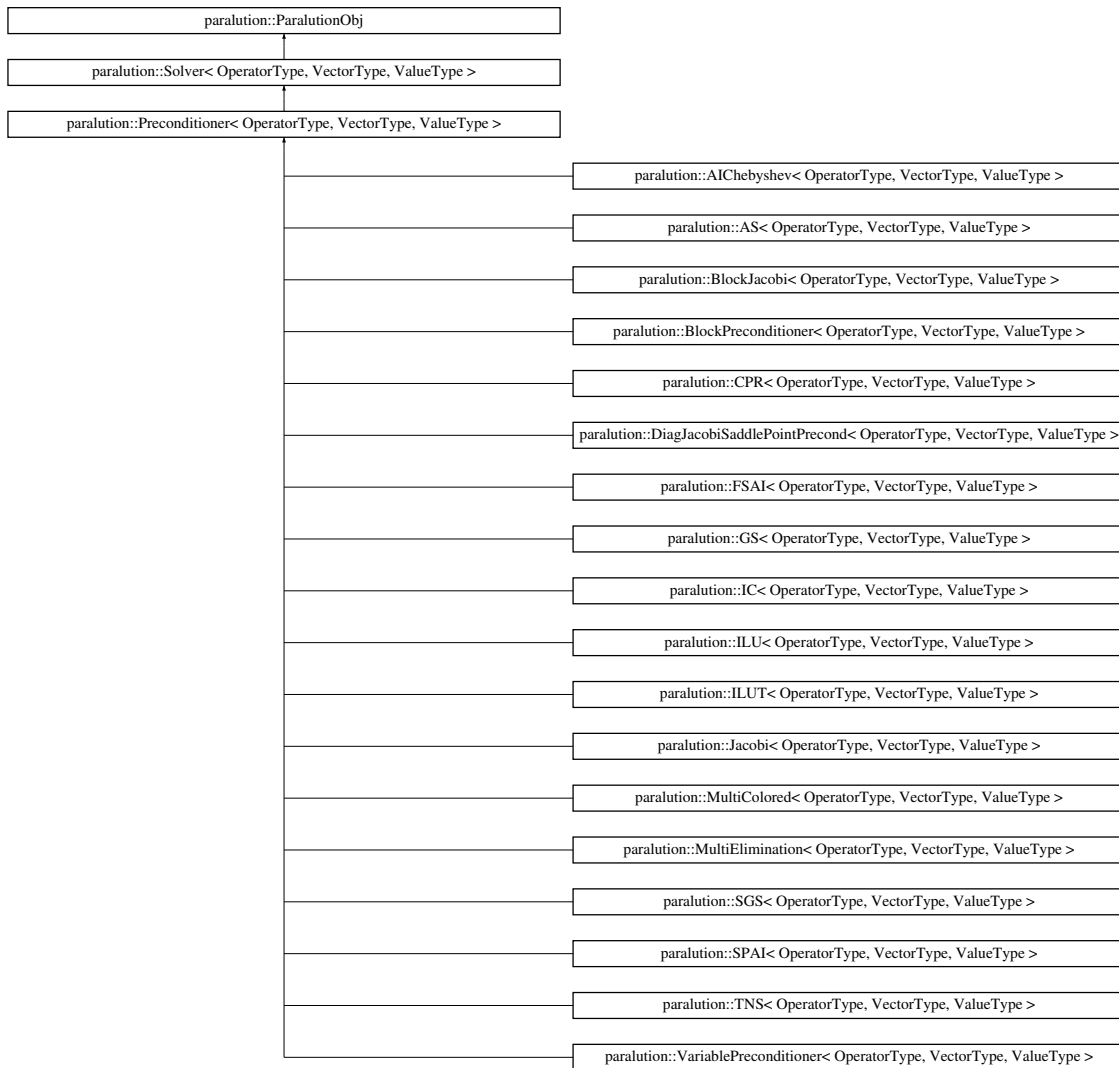 paralution::ParalutionObj
paralution::Solver< OperatorType, VectorType, ValueType >
paralution::Preconditioner< OperatorType, VectorType, ValueType >
paralution::AIChebyshev< OperatorType, VectorType, ValueType >
paralution::AS< OperatorType, VectorType, ValueType >
paralution::BlockJacobi< OperatorType, VectorType, ValueType >
paralution::BlockPreconditioner< OperatorType, VectorType, ValueType >
paralution::CPR< OperatorType, VectorType, ValueType >
paralution::DiagJacobiSaddlePointPrecond< OperatorType, VectorType, ValueType >
paralution::FSAI< OperatorType, VectorType, ValueType >
paralution::GS< OperatorType, VectorType, ValueType >
paralution::IC< OperatorType, VectorType, ValueType >
paralution::ILU< OperatorType, VectorType, ValueType >
paralution::ILUT< OperatorType, VectorType, ValueType >
paralution::Jacobi< OperatorType, VectorType, ValueType >
paralution::MultiColored< OperatorType, VectorType, ValueType >
paralution::MultiElimination< OperatorType, VectorType, ValueType >
paralution::SGS< OperatorType, VectorType, ValueType >
paralution::SPAI< OperatorType, VectorType, ValueType >
paralution::TNS< OperatorType, VectorType, ValueType >
paralution::VariablePreconditioner< OperatorType, VectorType, ValueType >